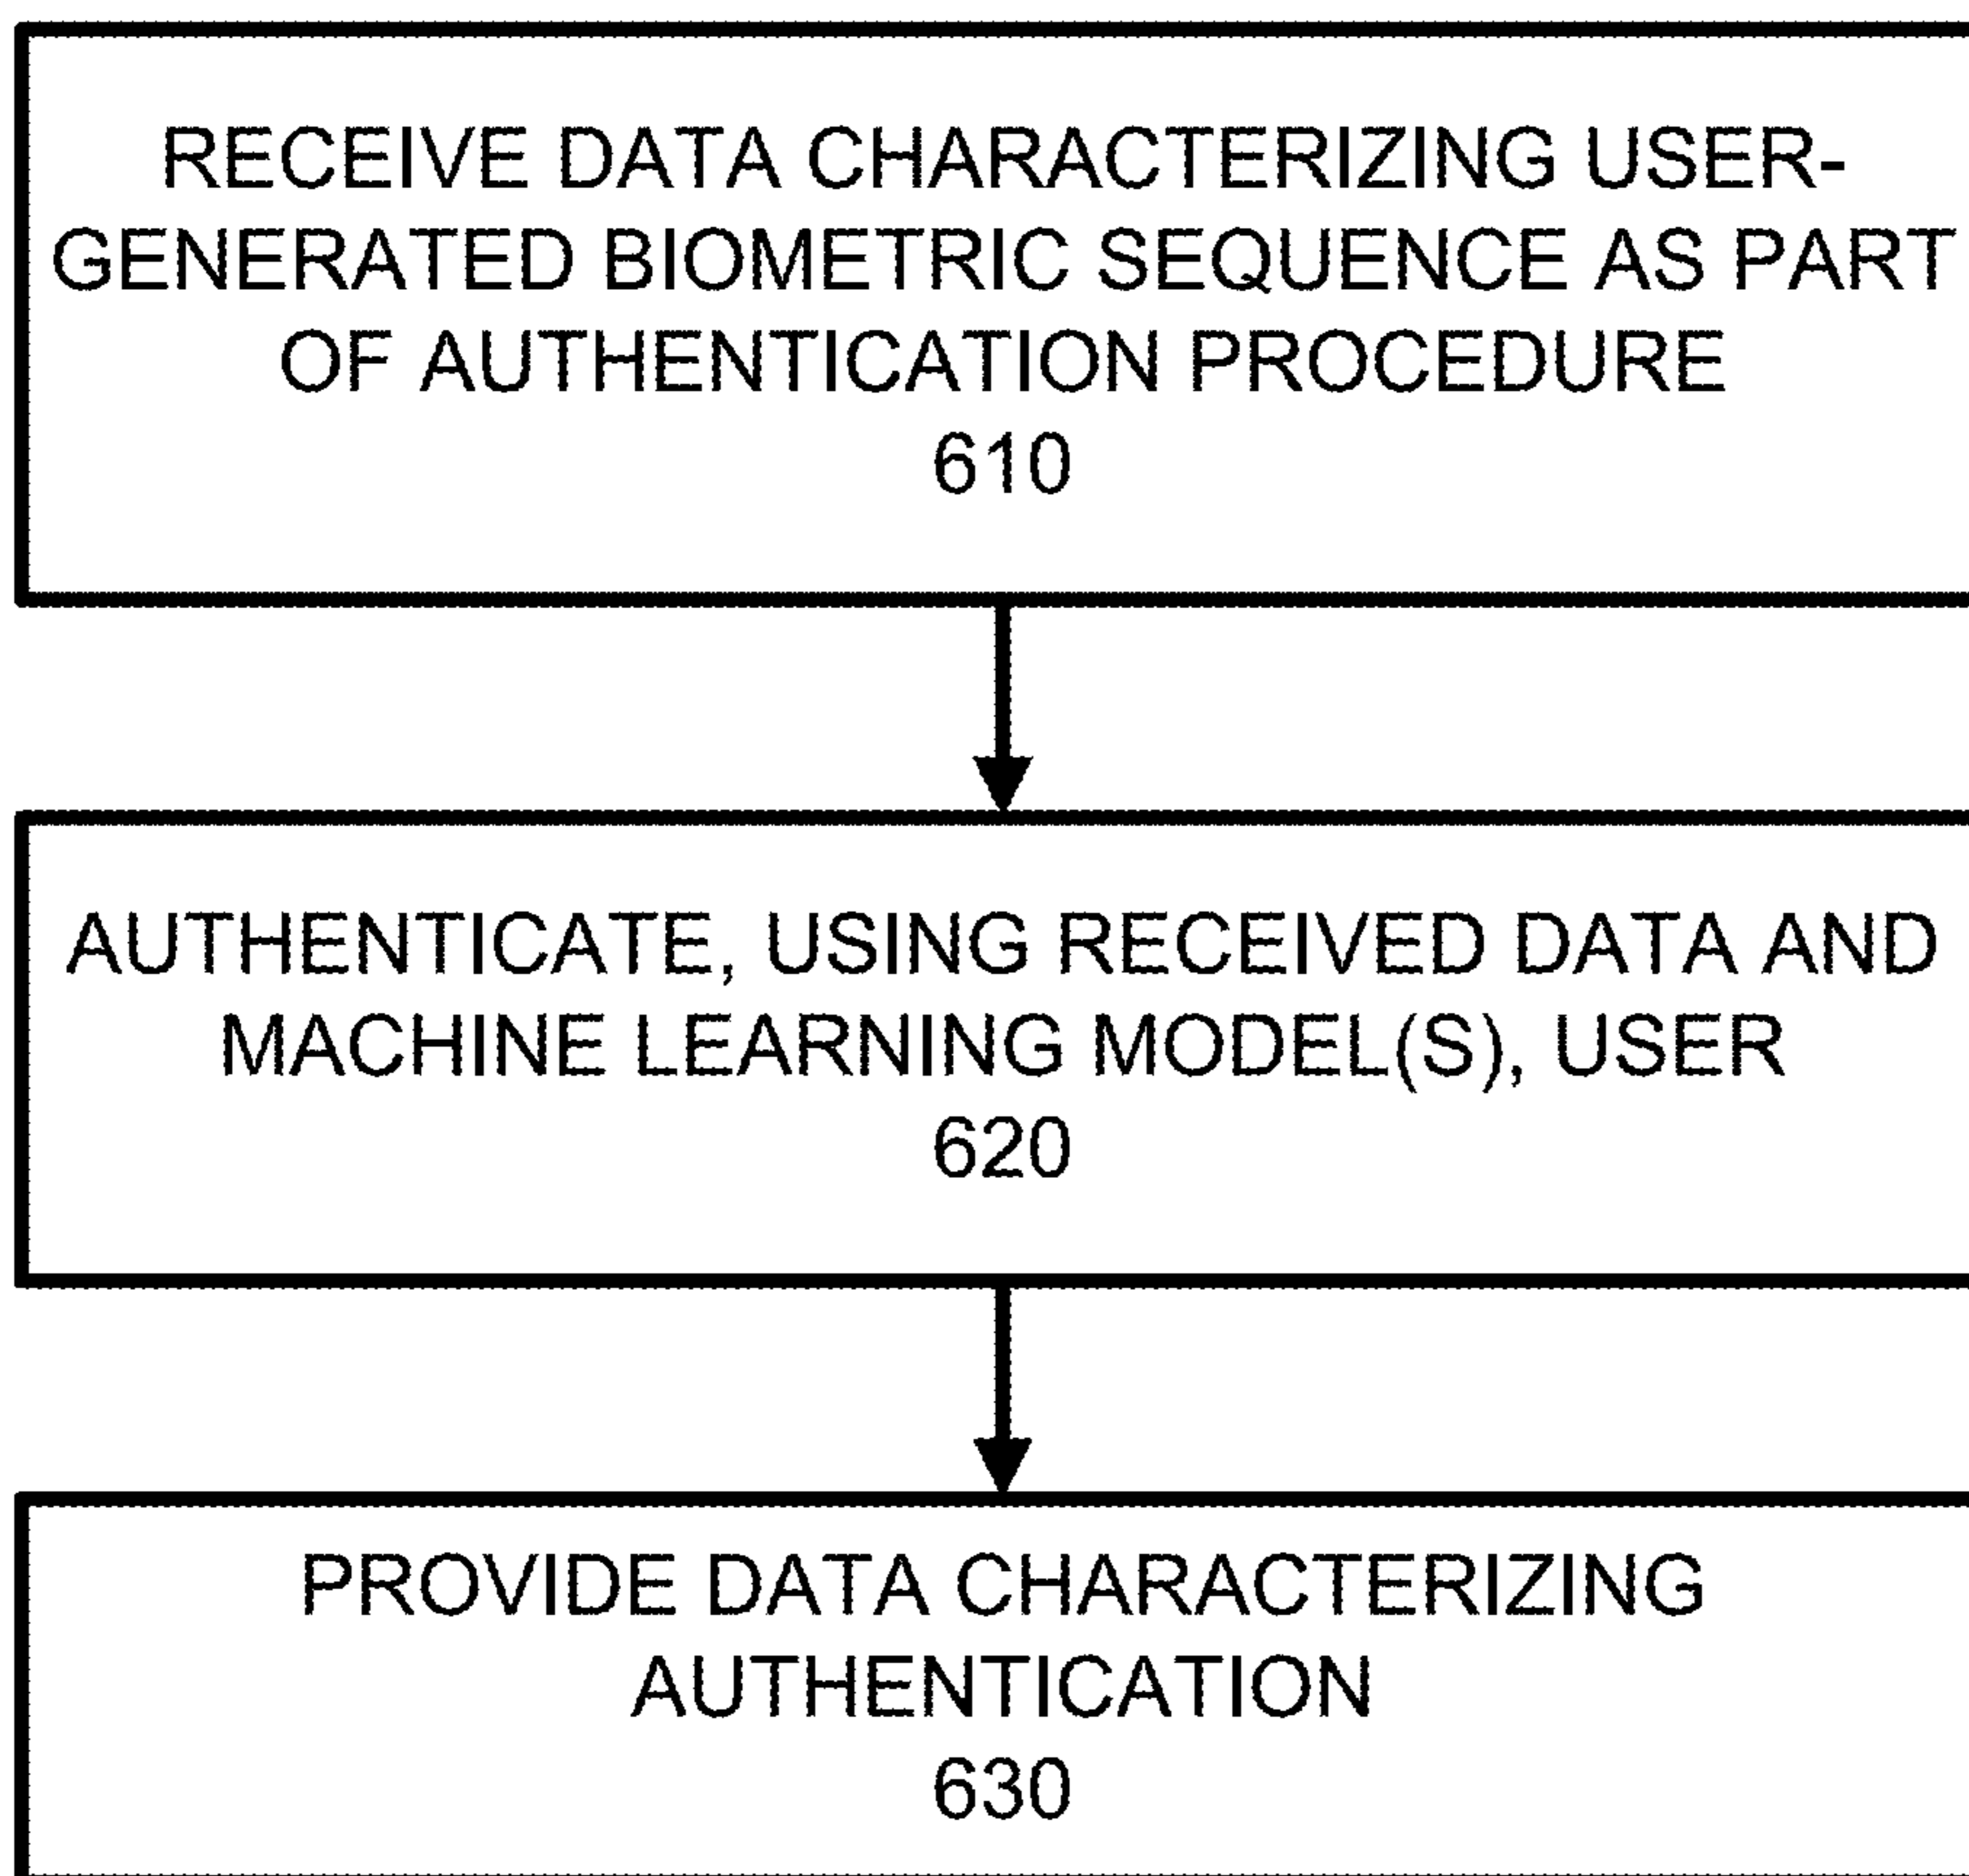 RECEIVE DATA CHARACTERIZING USER-
GENERATED BIOMETRIC SEQUENCE AS PART
OF AUTHENTICATION PROCEDURE
610
AUTHENTICATE, USING RECEIVED DATA AND
MACHINE LEARNING MODEL(S), USER
620
PROVIDE DATA CHARACTERIZING
AUTHENTICATION
630